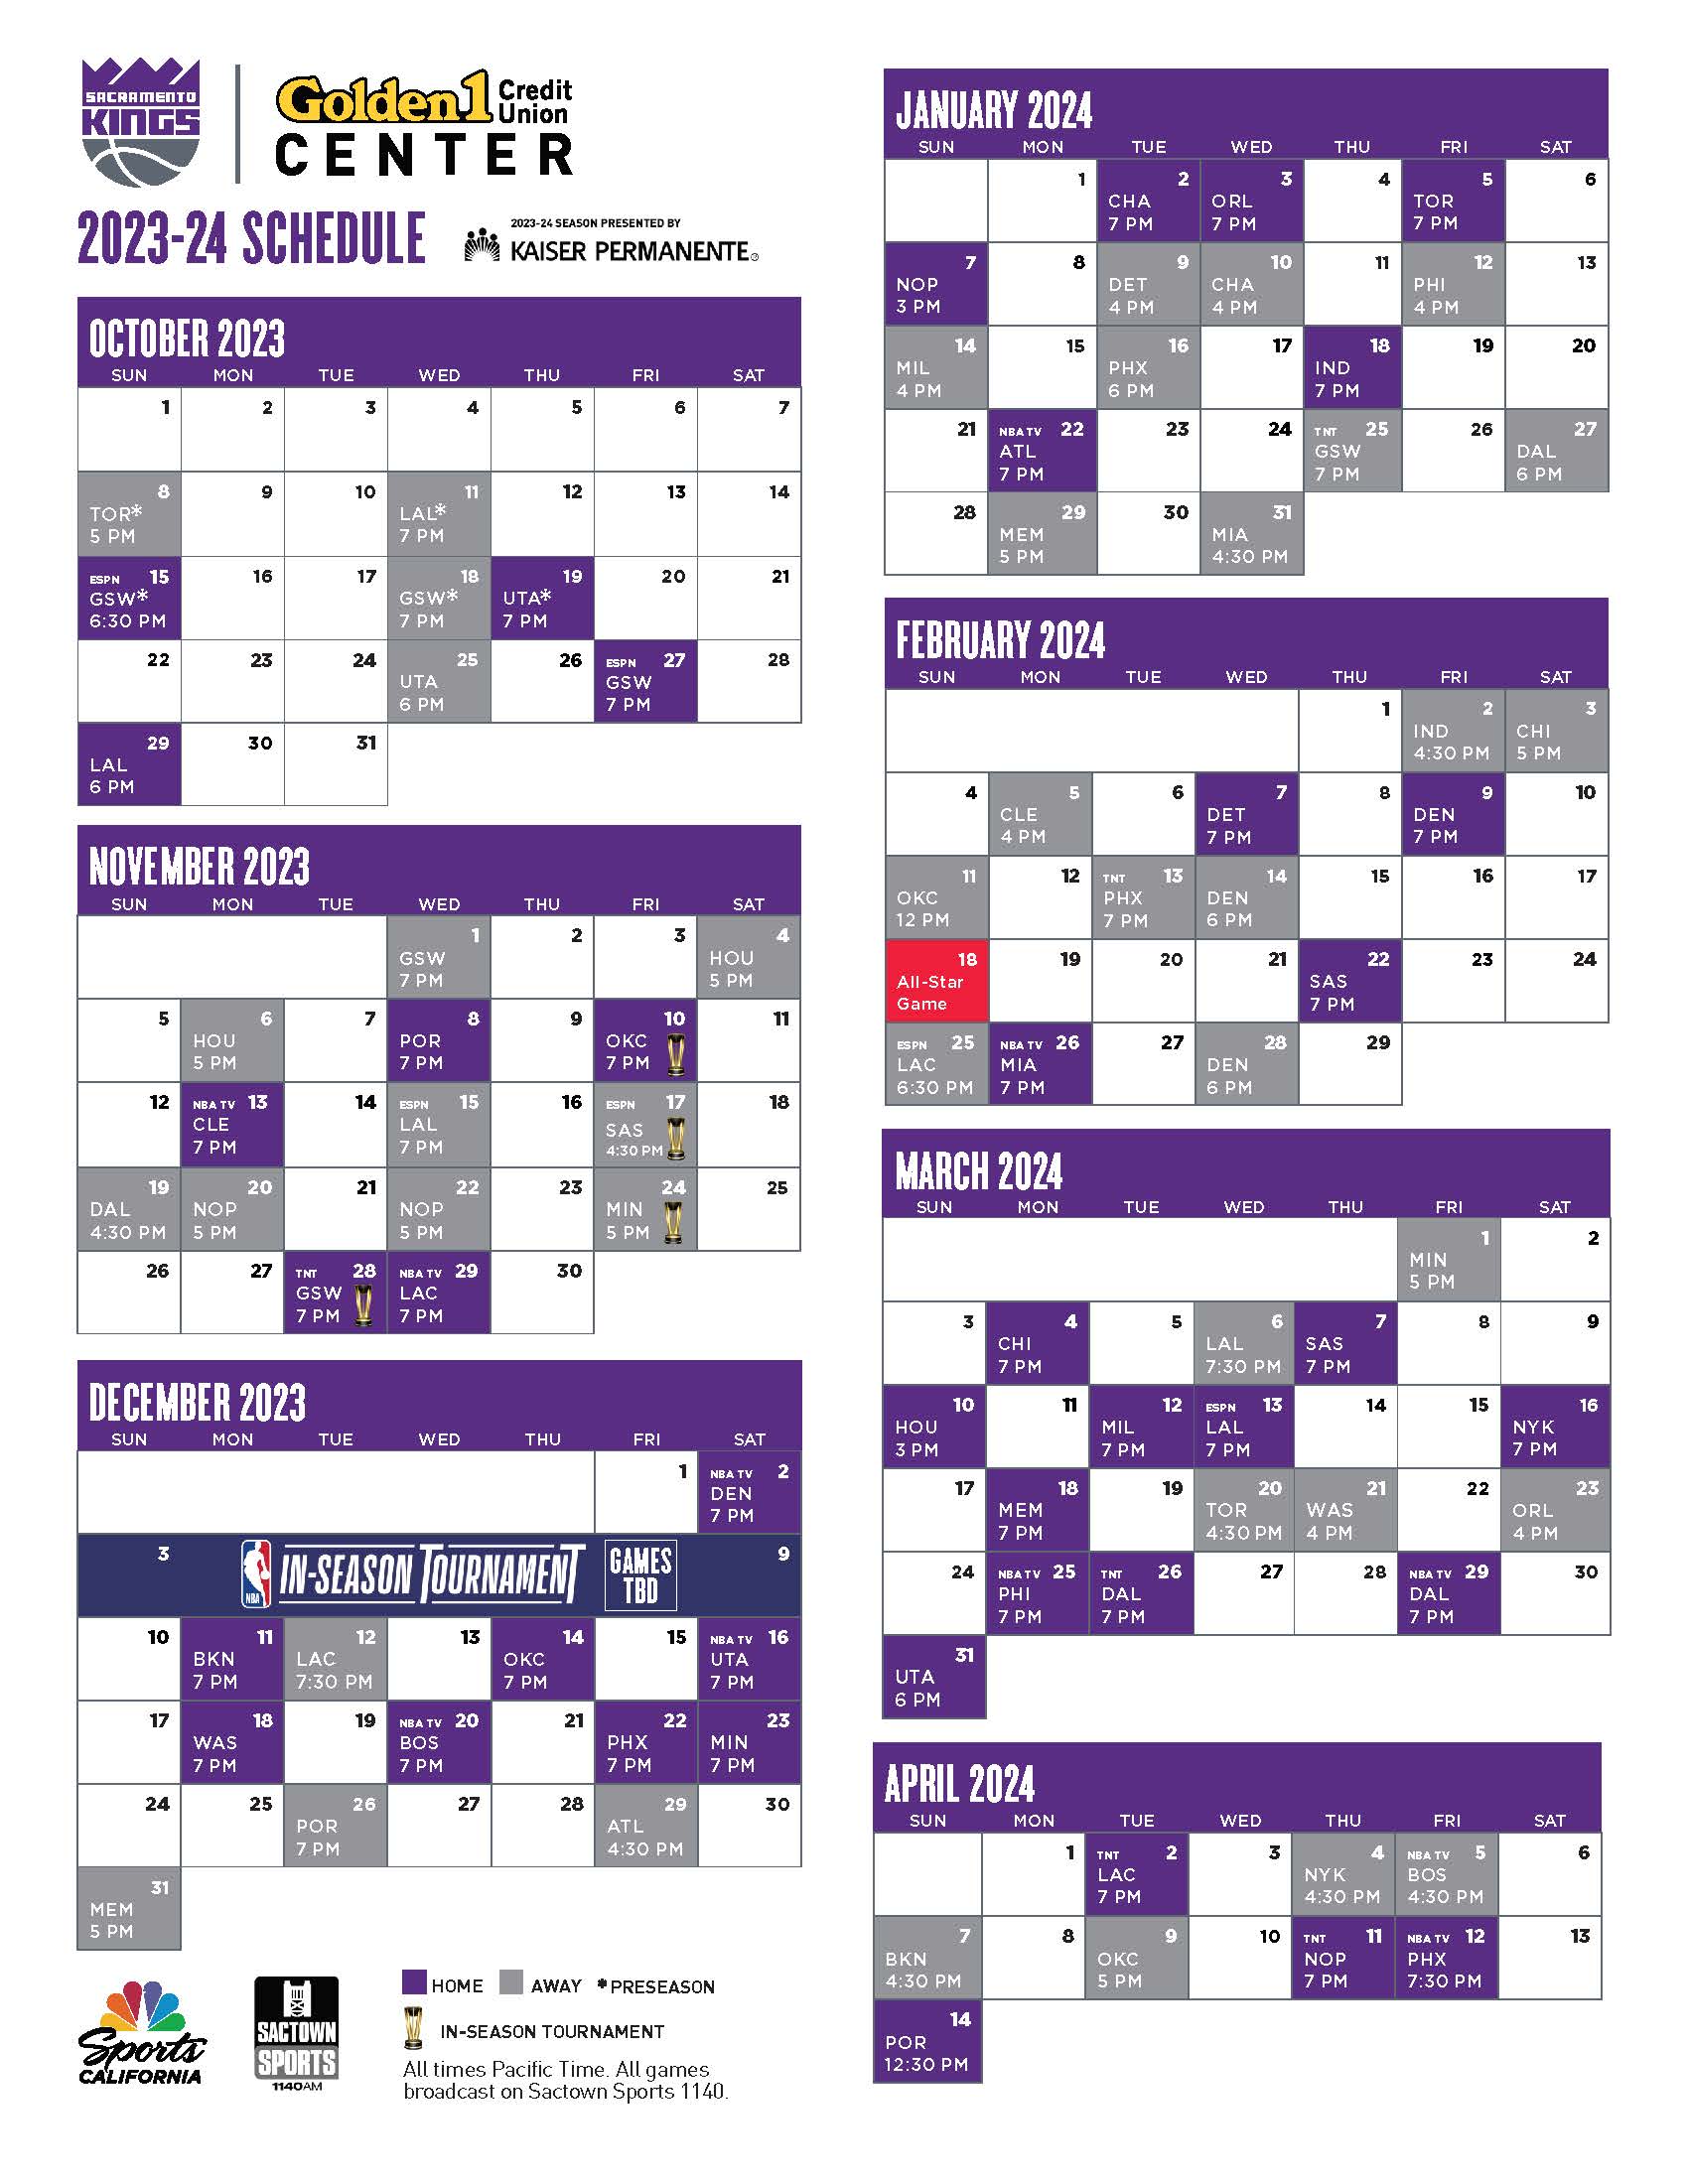 SACRAMENTO
KINGS
Golden1 Credit Union
CENTER
2023-24 SCHEDULE
2023-24 SEASON PRESENTED BY
KAISER PERMANENTE®
OCTOBER 2023
SUN MON TUE WED THU FRI SAT
1 2 3 4 5 6 7
8 9 10 11 12 13 14
TOR* LAL*
5 PM 7 PM
ESPN 15 16 17 18 19 20 21
GSW* GSW* UTA*
6:30 PM 7 PM 7 PM
22 23 24 25 26 ESPN 27 28
UTA GSW
6 PM 7 PM
29 30 31
LAL
6 PM
NOVEMBER 2023
SUN MON TUE WED THU FRI SAT
1 2 3 4
GSW HOU
7 PM 5 PM
5 6 7 8 9 10 11
HOU POR OKC
5 PM 7 PM 7 PM
12 NBA TV 13 14 ESPN 15 16 ESPN 17 18
CLE LAL SAS
7 PM 7 PM 4:30 PM
19 20 21 22 23 24 25
DAL NOP NOP MIN
4:30 PM 5 PM 5 PM 5 PM
26 27 TNT 28 NBA TV 29 30
GSW LAC
7 PM 7 PM
DECEMBER 2023
SUN MON TUE WED THU FRI SAT
1 NBA TV 2
DEN
7 PM
3 NBA IN-SEASON TOURNAMENT GAMES TBD 9
10 11 12 13 14 15 NBA TV 16
BKN LAC OKC UTA
7 PM 7:30 PM 7 PM 7 PM
17 18 19 NBA TV 20 21 22 23
WAS BOS PHX MIN
7 PM 7 PM 7 PM 7 PM
24 25 26 27 28 29 30
POR ATL
7 PM 4:30 PM
31
MEM
5 PM
Sports
CALIFORNIA
SACTOWN
SPORTS
1140AM
HOME AWAY *PRESEASON
IN-SEASON TOURNAMENT
All times Pacific Time. All games
broadcast on Sactown Sports 1140.
JANUARY 2024
SUN MON TUE WED THU FRI SAT
1 2 3 4 5 6
CHA ORL TOR
7 PM 7 PM 7 PM
7 8 9 10 11 12 13
NOP DET CHA PHI
3 PM 4 PM 4 PM 4 PM
14 15 16 17 18 19 20
MIL PHX IND
4 PM 6 PM 7 PM
21 NBA TV 22 23 24 TNT 25 26 27
ATL GSW DAL
7 PM 7 PM 6 PM
28 29 30 31
MEM MIA
5 PM 4:30 PM
FEBRUARY 2024
SUN MON TUE WED THU FRI SAT
1 2 3
IND CHI
4:30 PM 5 PM
4 5 6 7 8 9 10
CLE DET DEN
4 PM 7 PM 7 PM
11 12 TNT 13 14 15 16 17
OKC PHX DEN
12 PM 7 PM 6 PM
18 19 20 21 22 23 24
All-Star SAS
Game 7 PM
ESPN 25 NBA TV 26 27 28 29
LAC MIA DEN
6:30 PM 7 PM 6 PM
MARCH 2024
SUN MON TUE WED THU FRI SAT
1 2
MIN
5 PM
3 4 5 6 7 8 9
CHI LAL SAS
7 PM 7:30 PM 7 PM
10 11 12 ESPN 13 14 15 16
HOU MIL LAL NYK
3 PM 7 PM 7 PM 7 PM
17 18 19 20 21 22 23
MEM TOR WAS ORL
7 PM 4:30 PM 4 PM 4 PM
24 NBA TV 25 TNT 26 27 28 NBA TV 29 30
PHI DAL DAL
7 PM 7 PM 7 PM
31
UTA
6 PM
APRIL 2024
SUN MON TUE WED THU FRI SAT
1 TNT 2 3 4 NBA TV 5 6
LAC NYK BOS
7 PM 4:30 PM 4:30 PM
7 8 9 10 TNT 11 NBA TV 12 13
BKN OKC NOP PHX
4:30 PM 5 PM 7 PM 7:30 PM
14
POR
12:30 PM